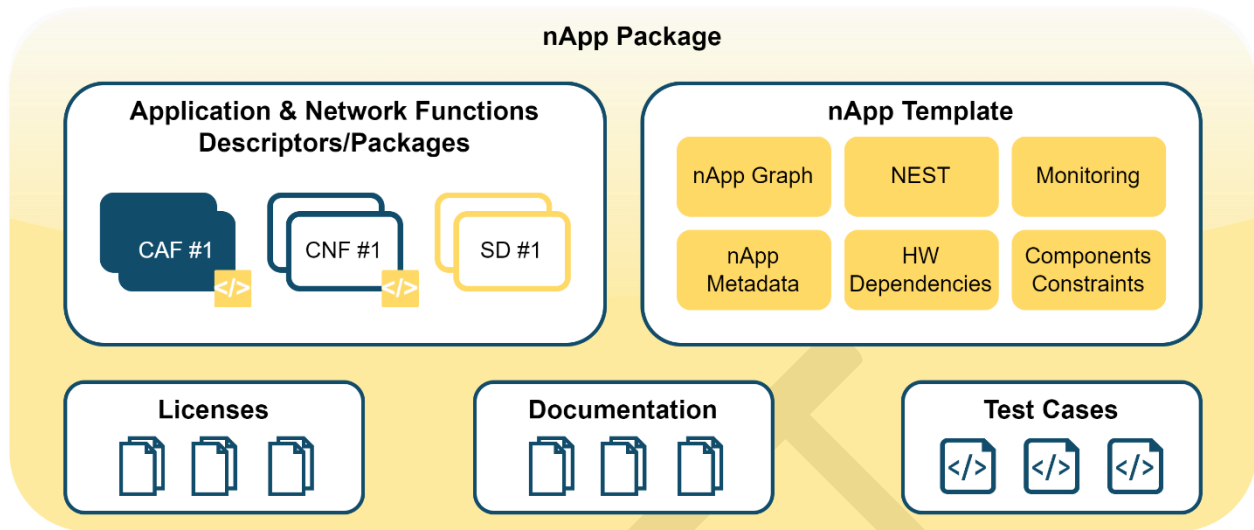 nApp Package
Application & Network Functions
Descriptors/Packages
CAF #1
</>
CNF #1
</>
SD #1
nApp Template
nApp Graph
NEST
Monitoring
nApp
Metadata
HW
Dependencies
Components
Constraints
Licenses
Documentation
Test Cases
</>
</>
</>